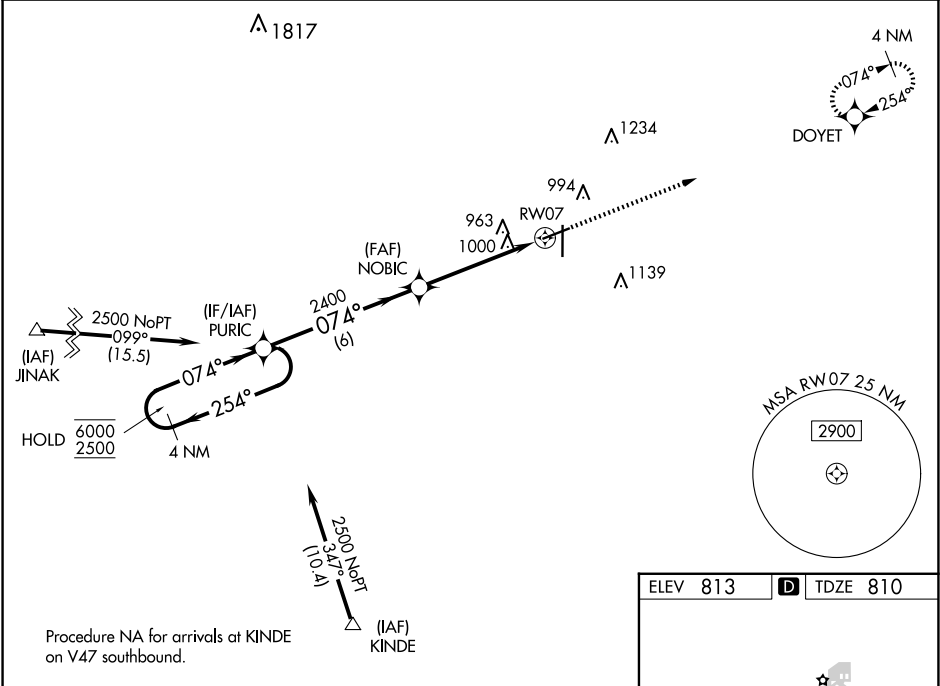 1817
4 NM
074°
254°
DOYET
1234
994
963
RW07
1000
(FAF)
NOBIC
1139
2400
074°
(6)
(IF/IAF)
PURIC
2500 NoPT
099°
(15.5)
(IAF)
JINAK
074°
254°
HOLD 6000
2500
4 NM
MSA RW07 25 NM
2900
2500 NoPT
347°
(10.4)
(IAF)
KINDE
Procedure NA for arrivals at KINDE
on V47 southbound.
ELEV 813 D TDZE 810